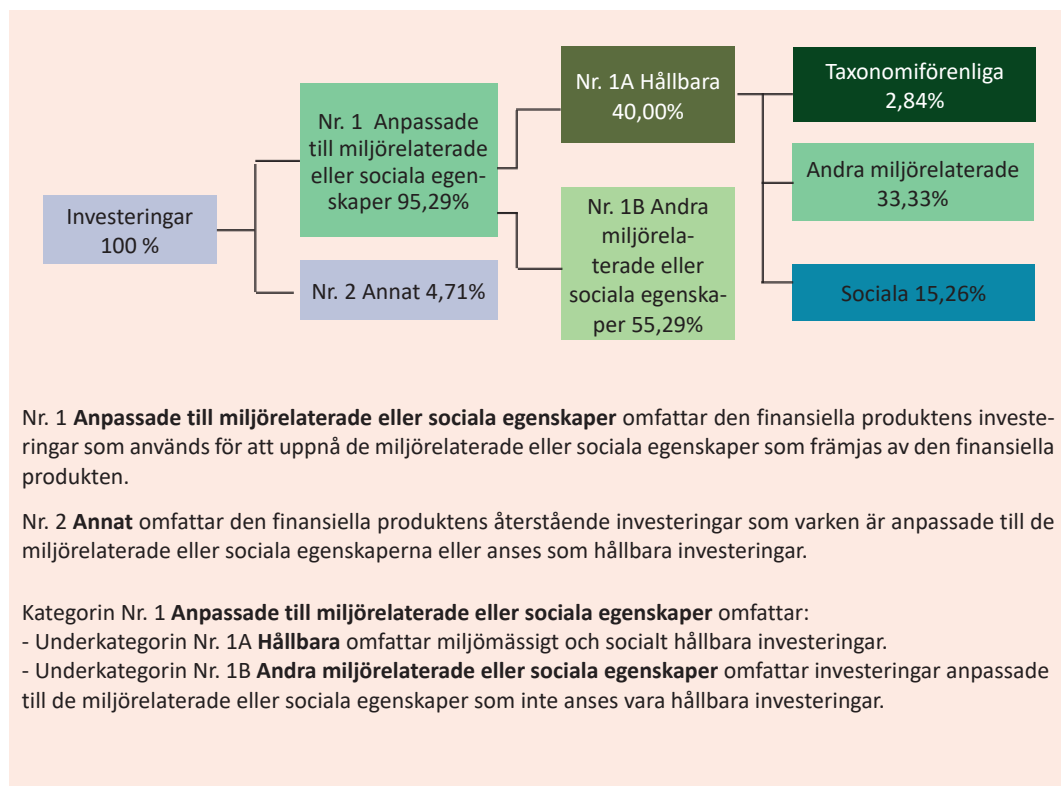 Investeringar
100 %
Nr. 1 Anpassade
till miljörelaterade
eller sociala egen-
skaper 95,29%
Nr. 2 Annat 4,71%
Nr. 1A Hållbara
40,00%
Nr. 1B Andra
miljörela-
terade eller
sociala egenska-
per 55,29%
Taxonomiförenliga
2,84%
Andra miljörelaterade
33,33%
Sociala 15,26%
Nr. 1 Anpassade till miljörelaterade eller sociala egenskaper omfattar den finansiella produktens investe-
ringar som används för att uppnå de miljörelaterade eller sociala egenskaper som främjas av den finansiella
produkten.
Nr. 2 Annat omfattar den finansiella produktens återstående investeringar som varken är anpassade till de
miljörelaterade eller sociala egenskaperna eller anses som hållbara investeringar.
Kategorin Nr. 1 Anpassade till miljörelaterade eller sociala egenskaper omfattar:
- Underkategorin Nr. 1A Hållbara omfattar miljömässigt och socialt hållbara investeringar.
- Underkategorin Nr. 1B Andra miljörelaterade eller sociala egenskaper omfattar investeringar anpassade
till de miljörelaterade eller sociala egenskaper som inte anses vara hållbara investeringar.